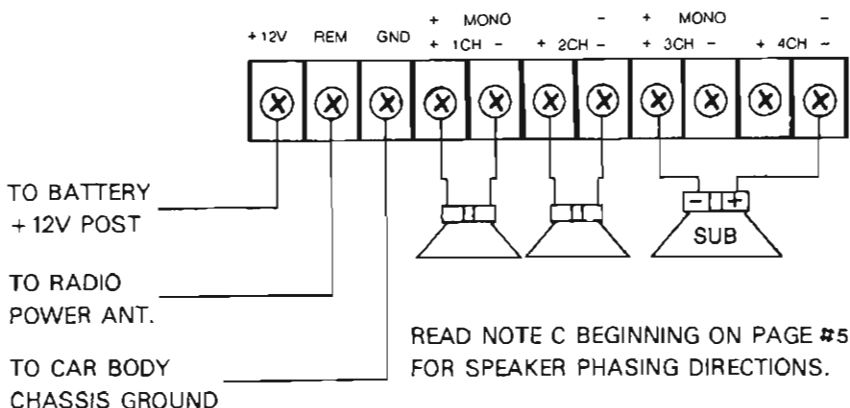 + MONO - + MONO -
+12V REM GND + 1CH - + 2CH - + 3CH - + 4CH -
TO BATTERY
+12V POST
- +
SUB
TO RADIO
POWER ANT.
READ NOTE C BEGINNING ON PAGE #5
FOR SPEAKER PHASING DIRECTIONS.
TO CAR BODY
CHASSIS GROUND